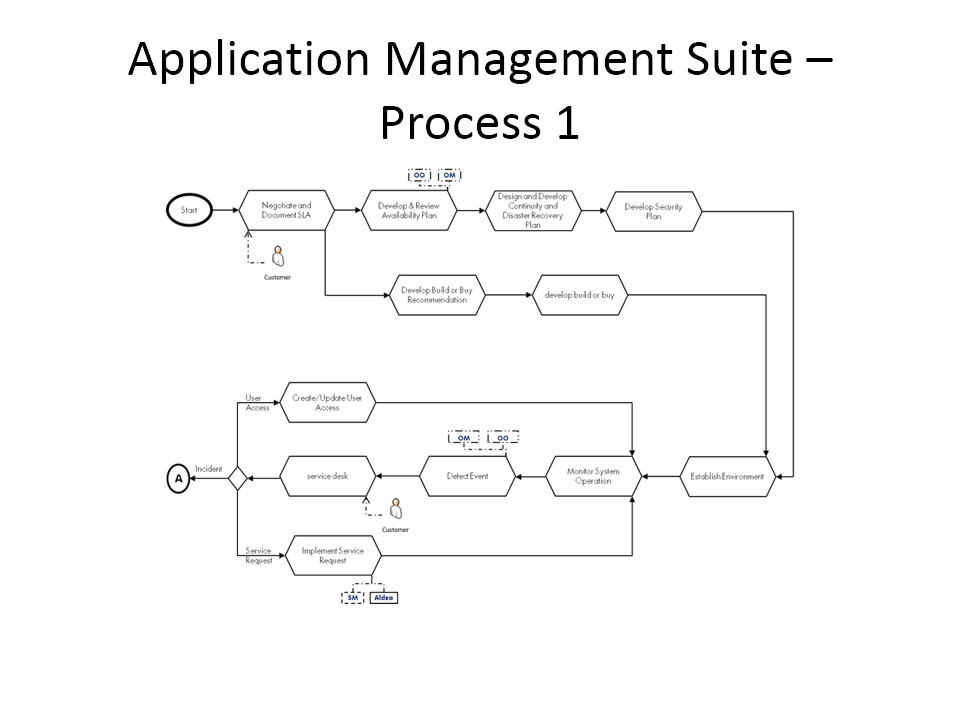 Application Management Suite –
Process 1
OO
OM
Start
Negotiate and
Document SLA
Develop & Review
Availability Plan
Design and Develop
Continuity and
Disaster Recovery
Plan
Develop Security
Plan
Customer
Develop Build or Buy
Recommendation
develop build or buy
User
Access
Create/Update User
Access
OM
OO
A
Incident
service desk
Detect Event
Monitor System
Operation
Establish Environment
Customer
Service
Request
Implement Service
Request
SM
Aldea